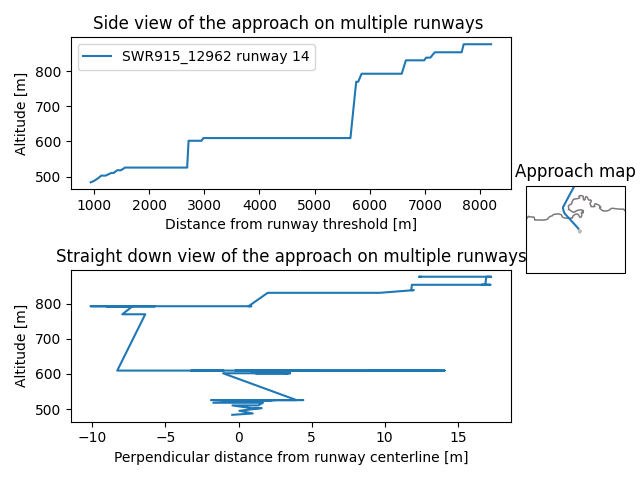 Side view of the approach on multiple runways
SWR915_12962 runway 14
Altitude [m]
800
700
600
500
1000 2000 3000 4000 5000 6000 7000 8000
Distance from runway threshold [m]
Approach map
Straight down view of the approach on multiple runways
Altitude [m]
800
700
600
500
−10 −5 0 5 10 15
Perpendicular distance from runway centerline [m]